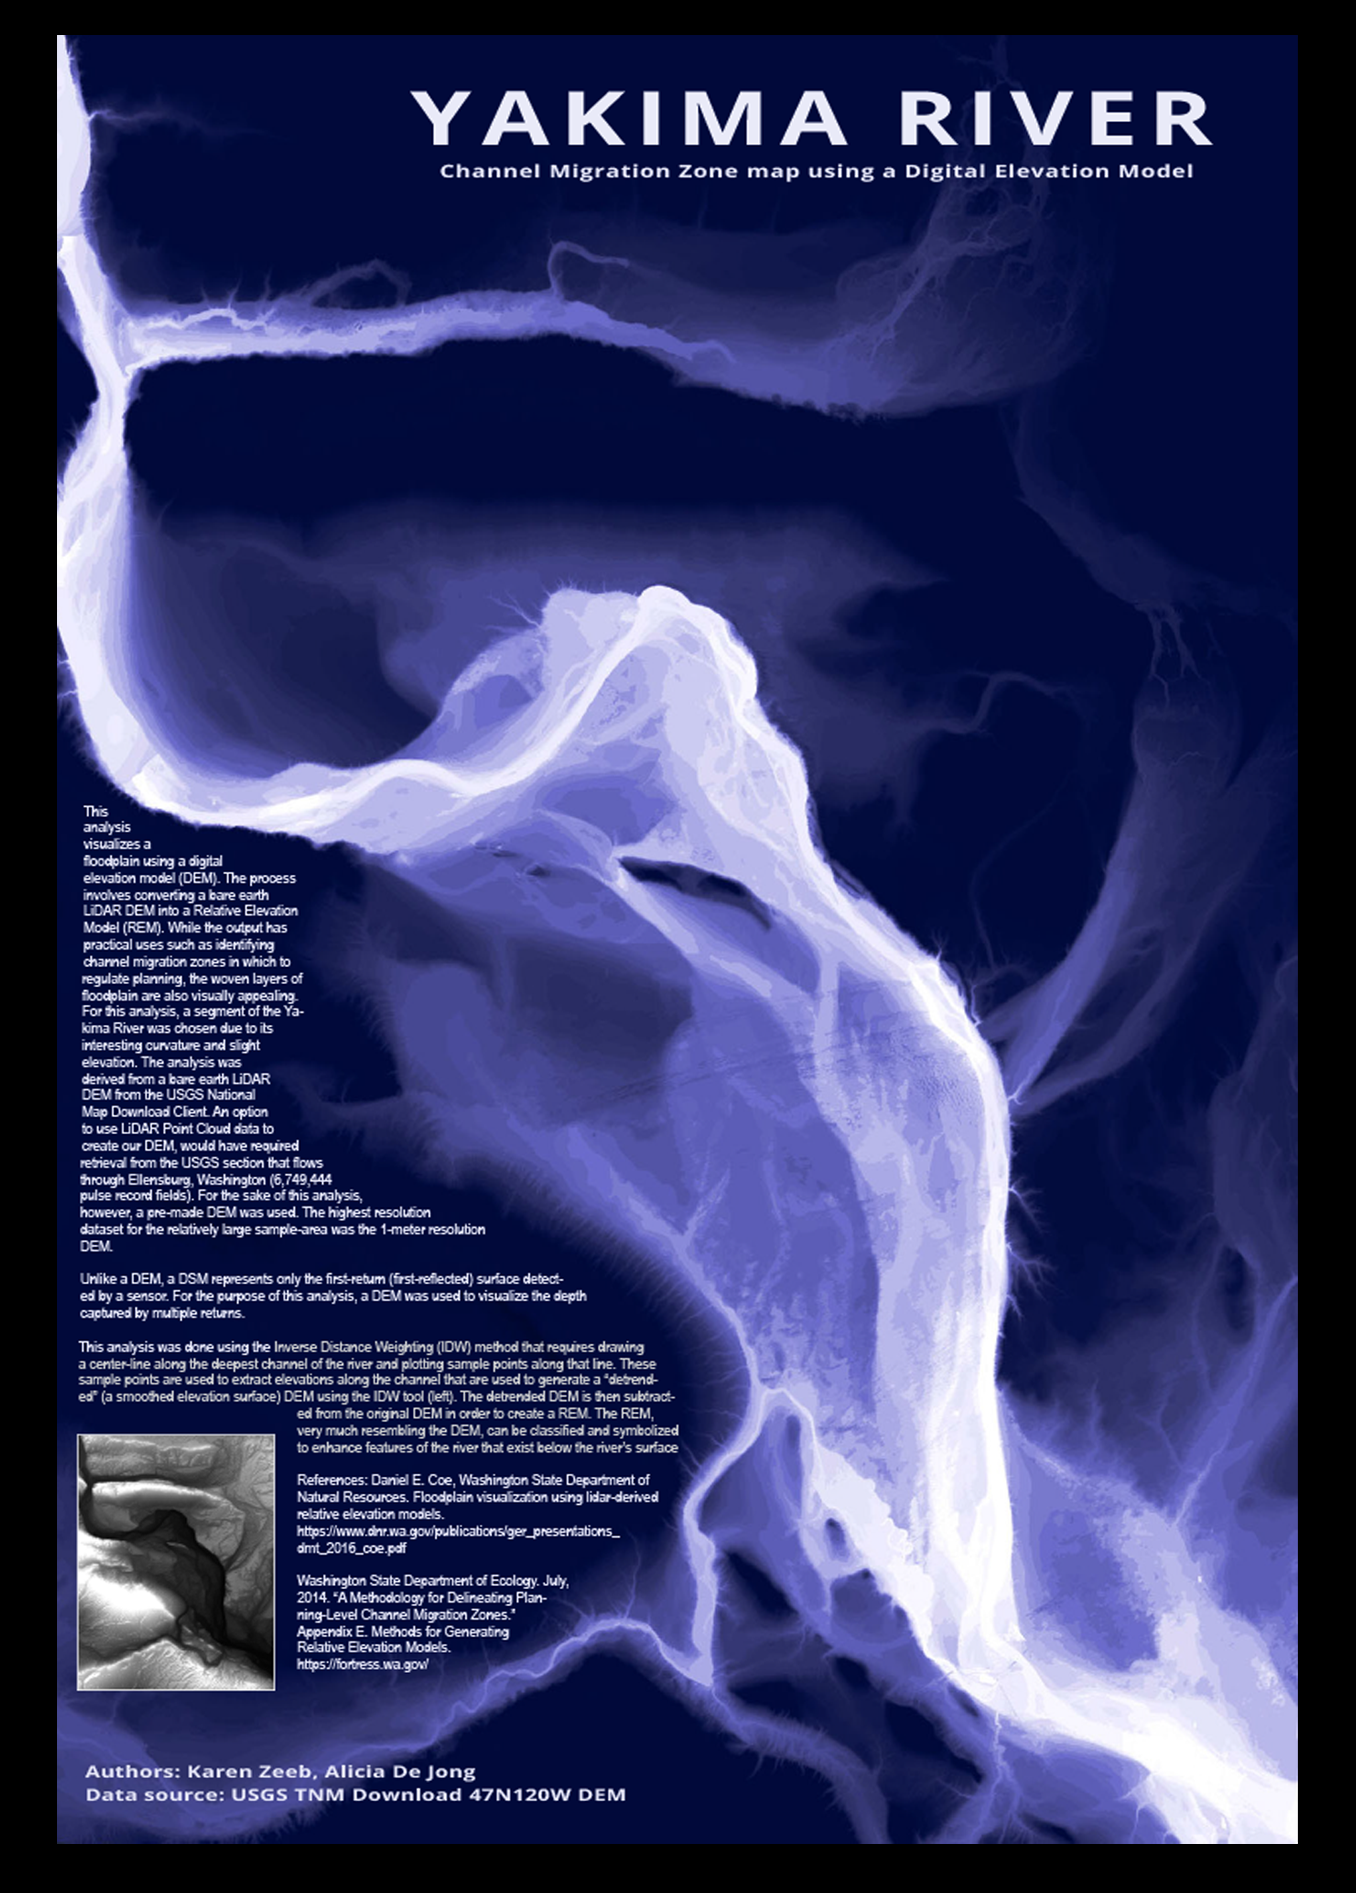 YAKIMA RIVER
Channel Migration Zone map using a Digital Elevation Model
This
analysis
visualizes a
floodplain using a digital
elevation model (DEM). The process
involves converting a bare earth
LiDAR DEM into a Relative Elevation
Model (REM). While the output has
practical uses such as identifying
channel migration zones in which to
regulate planning, the woven layers of
floodplain are also visually appealing.
For this analysis, a segment of the Ya-
kima River was chosen due to its
interesting curvature and slight
elevation. The analysis was
derived from a bare earth LiDAR
DEM from the USGS National
Map Download Client. An option
to use LiDAR Point Cloud data to
create our DEM, would have required
retrieval from the USGS section that flows
through Ellensburg, Washington (6,749,444
pulse record fields). For the sake of this analysis,
however, a pre-made DEM was used. The highest resolution
dataset for the relatively large sample-area was the 1-meter resolution
DEM.
Unlike a DEM, a DSM represents only the first-return (first-reflected) surface detect-
ed by a sensor. For the purpose of this analysis, a DEM was used to visualize the depth
captured by multiple returns.
This analysis was done using the Inverse Distance Weighting (IDW) method that requires drawing
a center-line along the deepest channel of the river and plotting sample points along that line. These
sample points are used to extract elevations along the channel that are used to generate a “detrend-
ed” (a smoothed elevation surface) DEM using the IDW tool (left). The detrended DEM is then subtract-
ed from the original DEM in order to create a REM. The REM,
very much resembling the DEM, can be classified and symbolized
to enhance features of the river that exist below the river's surface
References: Daniel E. Coe, Washington State Department of
Natural Resources. Floodplain visualization using lidar-derived
relative elevation models.
https://www.dnr.wa.gov/publications/ger_presentations_
dmt_2016_coe.pdf
Washington State Department of Ecology. July,
2014. “A Methodology for Delineating Plan-
ning-Level Channel Migration Zones.”
Appendix E. Methods for Generating
Relative Elevation Models.
https://fortress.wa.gov/
Authors: Karen Zeeb, Alicia De Jong
Data source: USGS TNM Download 47N120W DEM